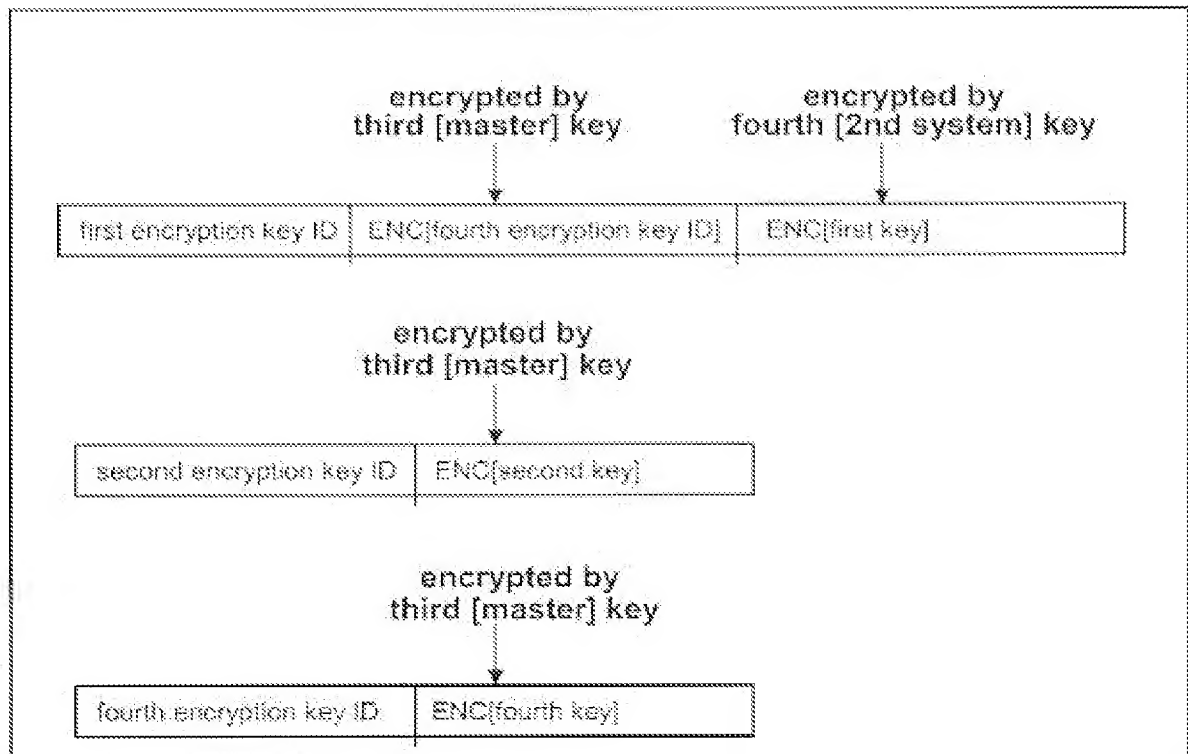 encrypted by
third [master] key
encrypted by
fourth [2nd system] key
first encryption key ID
ENC[fourth encryption key ID]
ENC[first key]
encrypted by
third [master] key
second encryption key ID
ENC[second key]
encrypted by
third [master] key
fourth encryption key ID
ENC[fourth key]